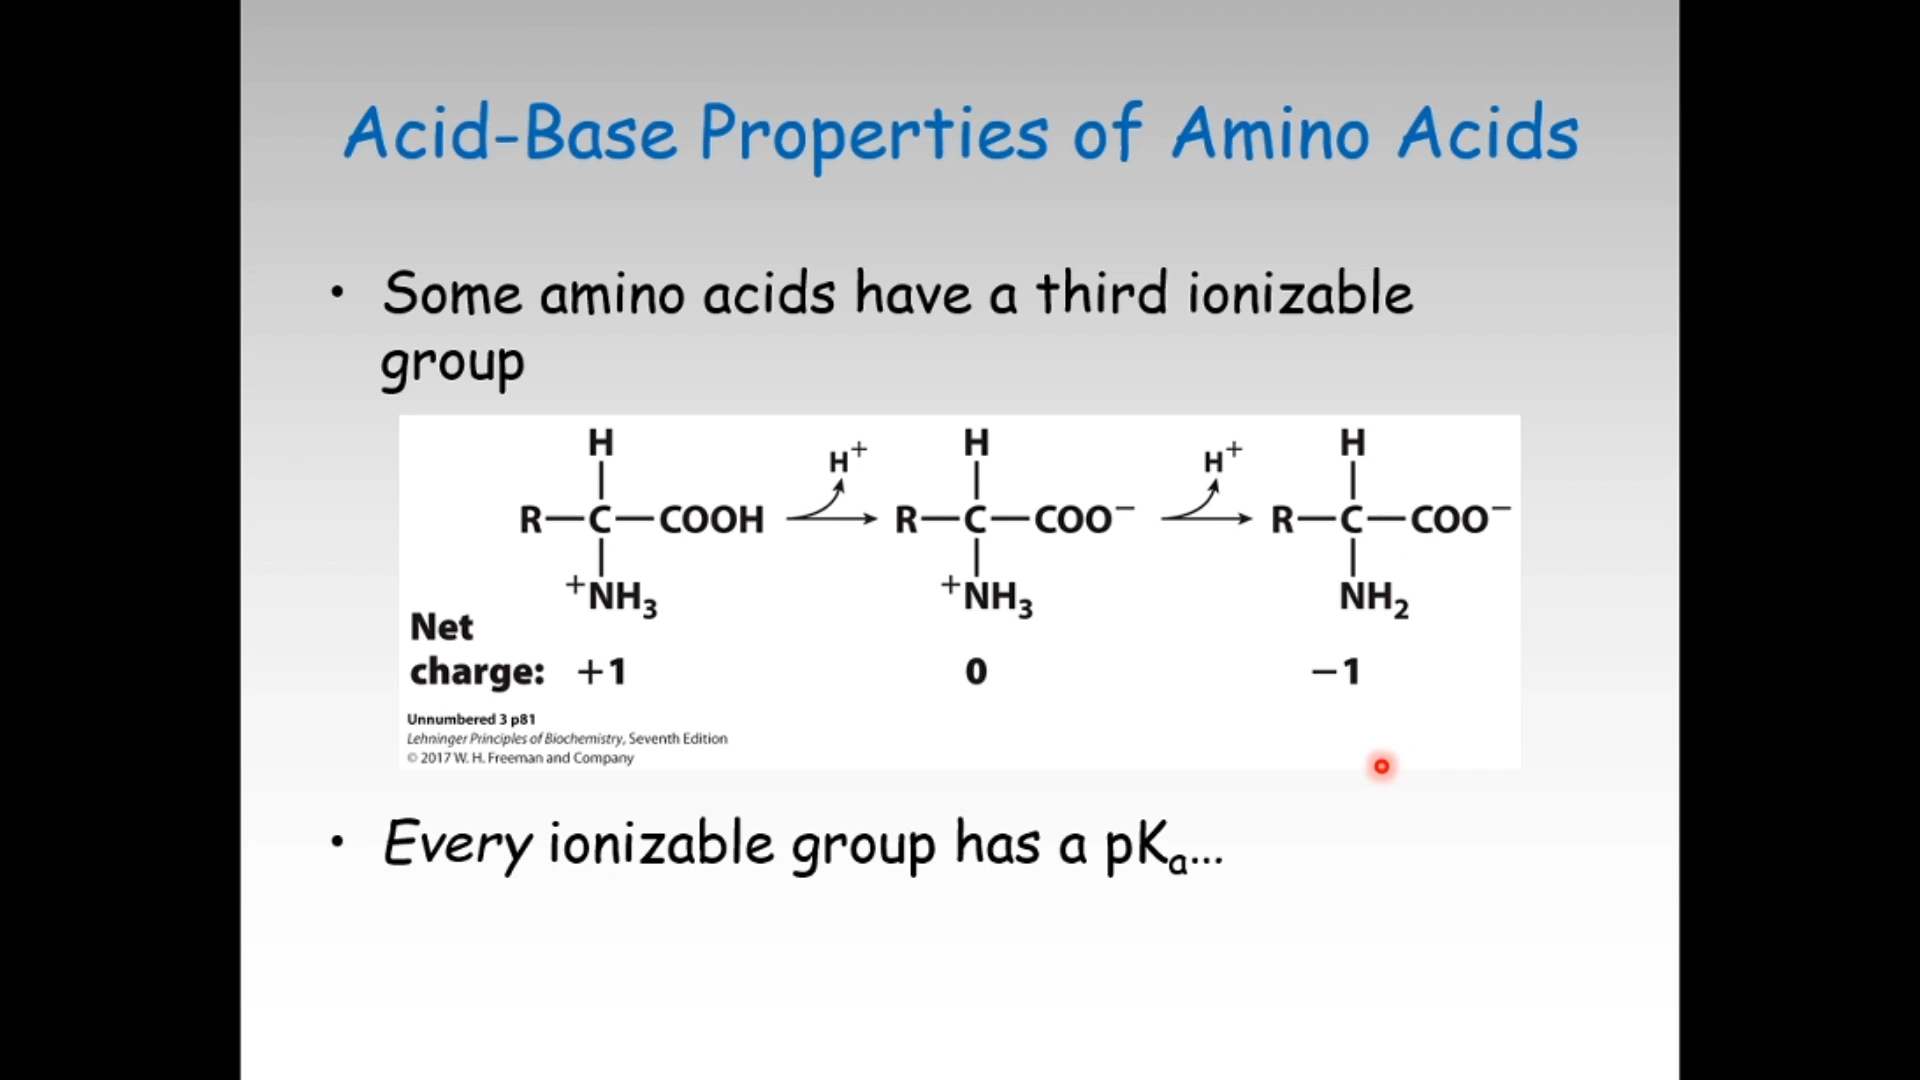 Acid-Base Properties of Amino Acids
• Some amino acids have a third ionizable
group
H H⁺ H H⁺ H
R—C—COOH R—C—COO⁻ R—C—COO⁻
⁺NH₃ ⁺NH₃ NH₂
Net
charge: +1 0 −1
Unnumbered 3 p81
Lehninger Principles of Biochemistry, Seventh Edition
© 2017 W. H. Freeman and Company
• Every ionizable group has a pKₐ...